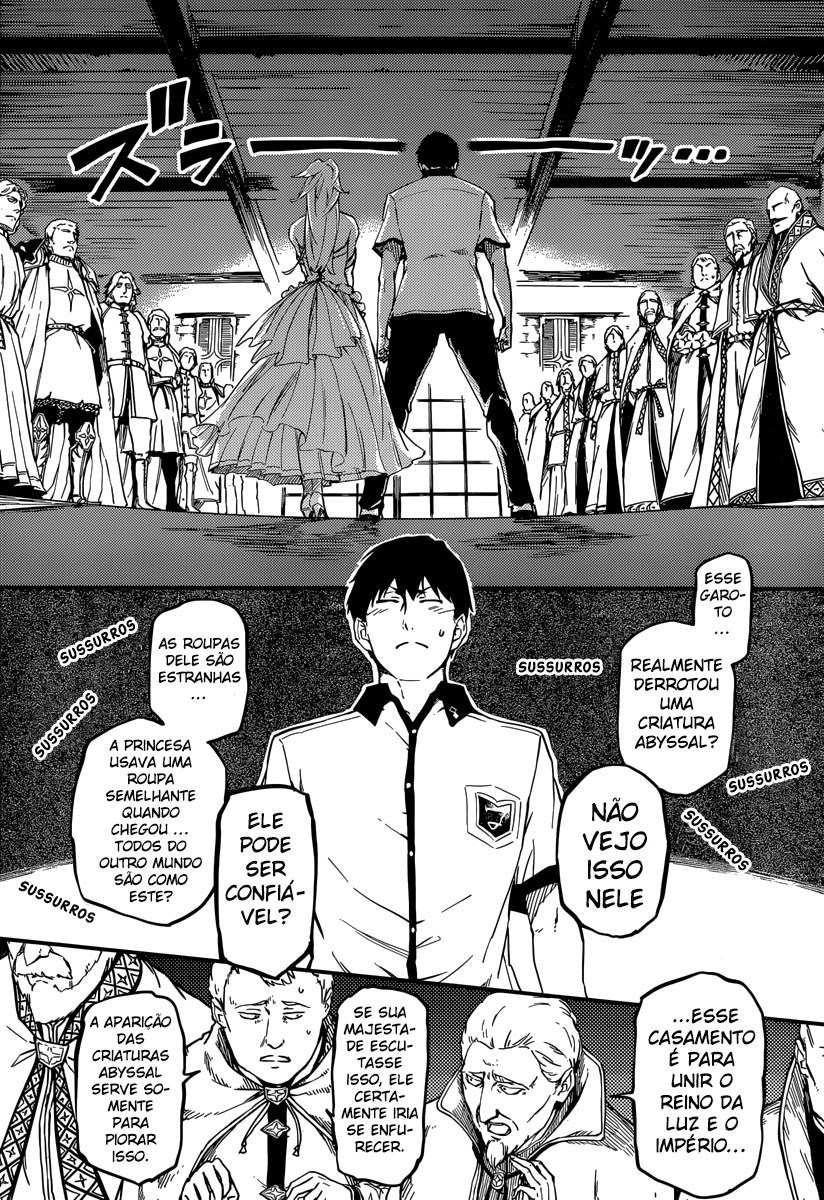 ズラーーッ…
ESSE
GARO-
TO
...
REALMENTE
DERROTOU
UMA
CRIATURA
ABYSSAL?
SUSSURROS
SUSSURROS
SUSSURROS
NÃO
VEJO
ISSO
NELE
AS ROUPAS
DELE SÃO
ESTRANHAS
...
SUSSURROS
SUSSURROS
A PRINCESA
USAVA UMA
ROUPA
SEMELHANTE
QUANDO
CHEGOU ...
TODOS DO
OUTRO MUNDO
SÃO COMO
ESTE?
SUSSURROS
ELE
PODE
SER
CONFIÁ-
VEL?
...ESSE
CASAMENTO
É PARA
UNIR O
REINO DA
LUZ E O
IMPÉRIO...
SE SUA
MAJESTA-
DE ESCU-
TASSE
ISSO, ELE
CERTA-
MENTE IRIA
SE ENFU-
RECER.
A APARIÇÃO
DAS
CRIATURAS
ABYSSAL
SERVE SO-
MENTE
PARA
PIORAR
ISSO.